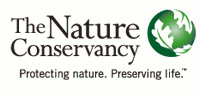 The Nature
Conservancy
Protecting nature. Preserving life.™